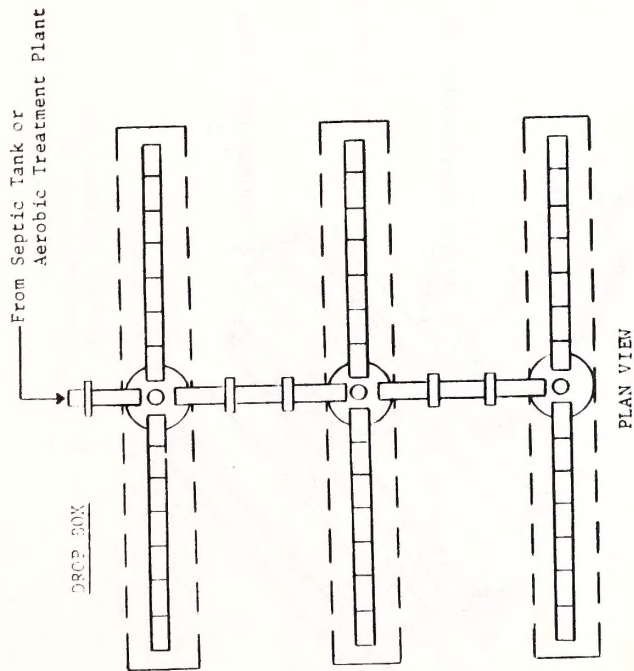 From Septic Tank or
Aerobic Treatment Plant
DROP BOX
PLAN VIEW